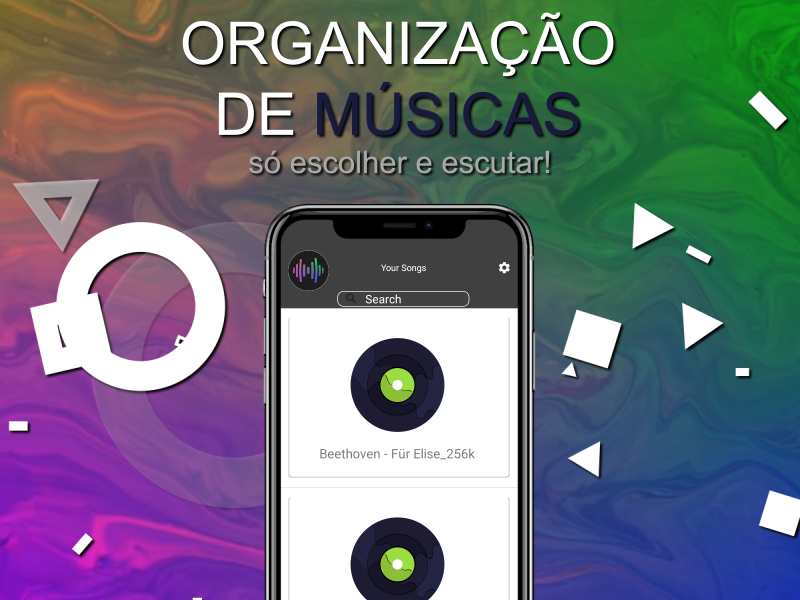 ORGANIZAÇÃO
DE MÚSICAS
só escolher e escutar!
Your Songs
Search
Beethoven - Für Elise_256k